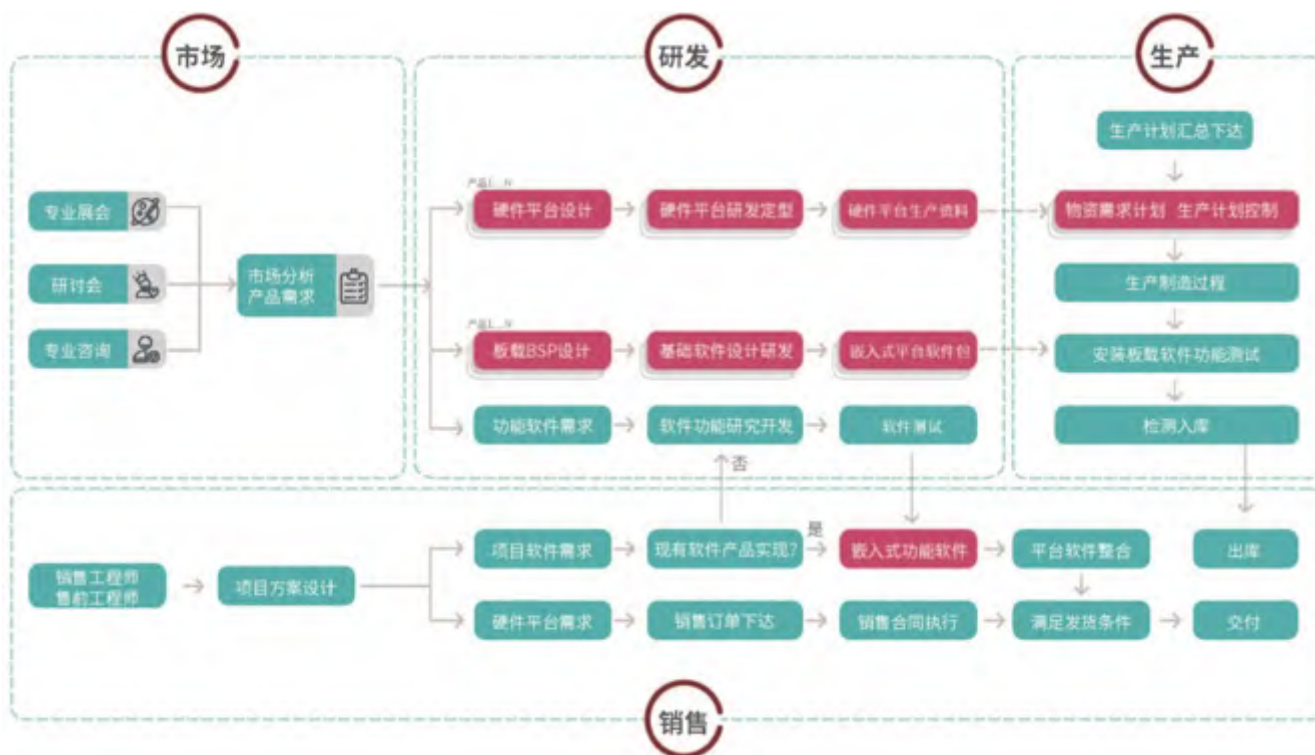 市场
研发
生产
生产计划汇总下达
产品1...N
专业展会
硬件平台设计
硬件平台研发定型
硬件平台生产资料
物资需求计划 生产计划控制
研讨会
市场分析
产品需求
生产制造过程
产品1...N
专业咨询
板载BSP设计
基础软件设计研发
嵌入式平台软件包
安装板载软件功能测试
功能软件需求
软件功能研究开发
软件测试
检测入库
否
项目软件需求
现有软件产品实现?
是
嵌入式功能软件
平台软件整合
出库
销售工程师
售前工程师
项目方案设计
硬件平台需求
销售订单下达
销售合同执行
满足发货条件
交付
销售